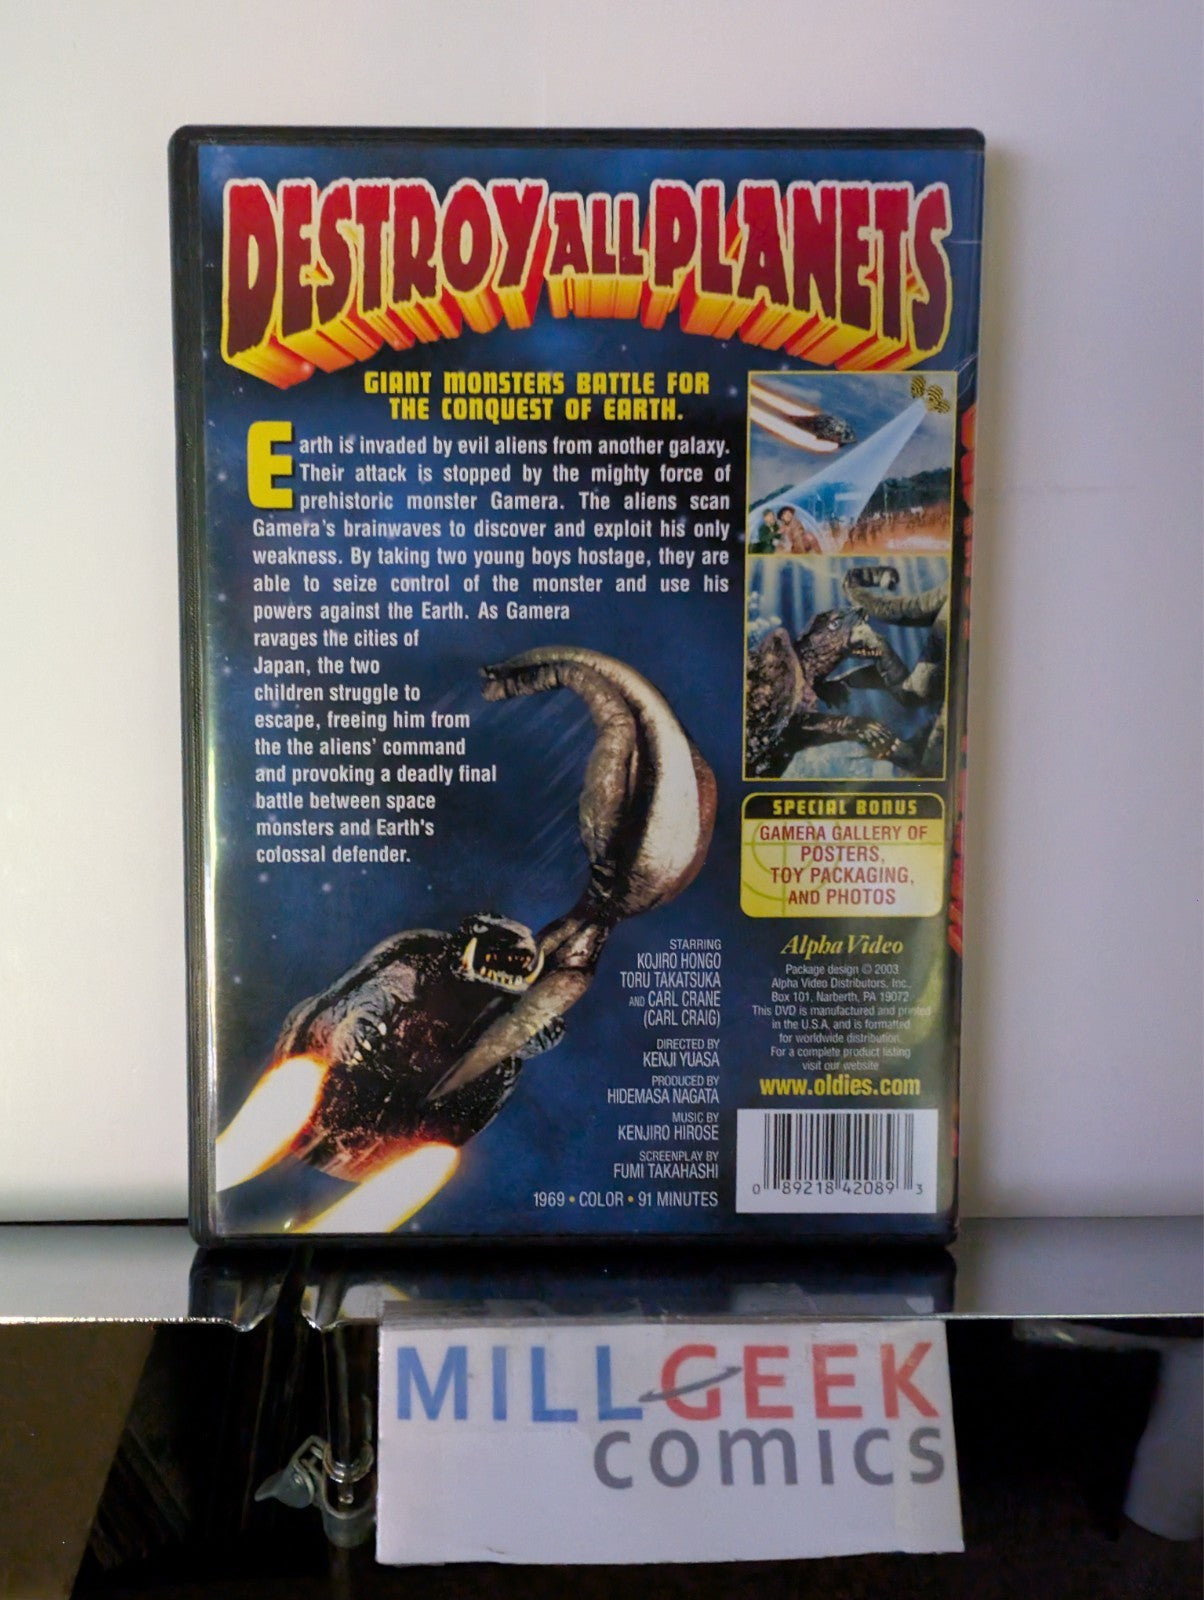 DESTROY ALL PLANETS
GIANT MONSTERS BATTLE FOR
THE CONQUEST OF EARTH.
Earth is invaded by evil aliens from another galaxy.
Their attack is stopped by the mighty force of
prehistoric monster Gamera. The aliens scan
Gamera's brainwaves to discover and exploit his only
weakness. By taking two young boys hostage, they are
able to seize control of the monster and use his
powers against the Earth. As Gamera
ravages the cities of
Japan, the two
children struggle to
escape, freeing him from
the the aliens' command
and provoking a deadly final
battle between space
monsters and Earth's
colossal defender.
SPECIAL BONUS
GAMERA GALLERY OF
POSTERS,
TOY PACKAGING,
AND PHOTOS
STARRING
KOJIRO HONGO
TORU TAKATSUKA
AND CARL CRANE
(CARL CRAIG)
DIRECTED BY
KENJI YUASA
PRODUCED BY
HIDEMASA NAGATA
MUSIC BY
KENJIRO HIROSE
SCREENPLAY BY
FUMI TAKAHASHI
1969 • COLOR • 91 MINUTES
Alpha Video
Package design © 2003
Alpha Video Distributors, Inc.
Box 101, Narberth, PA 19072
This DVD is manufactured and printed
in the U.S.A. and is formatted
for worldwide distribution.
For a complete product listing
visit our website
www.oldies.com
0 89218 42089 3
MILLGEEK
comics